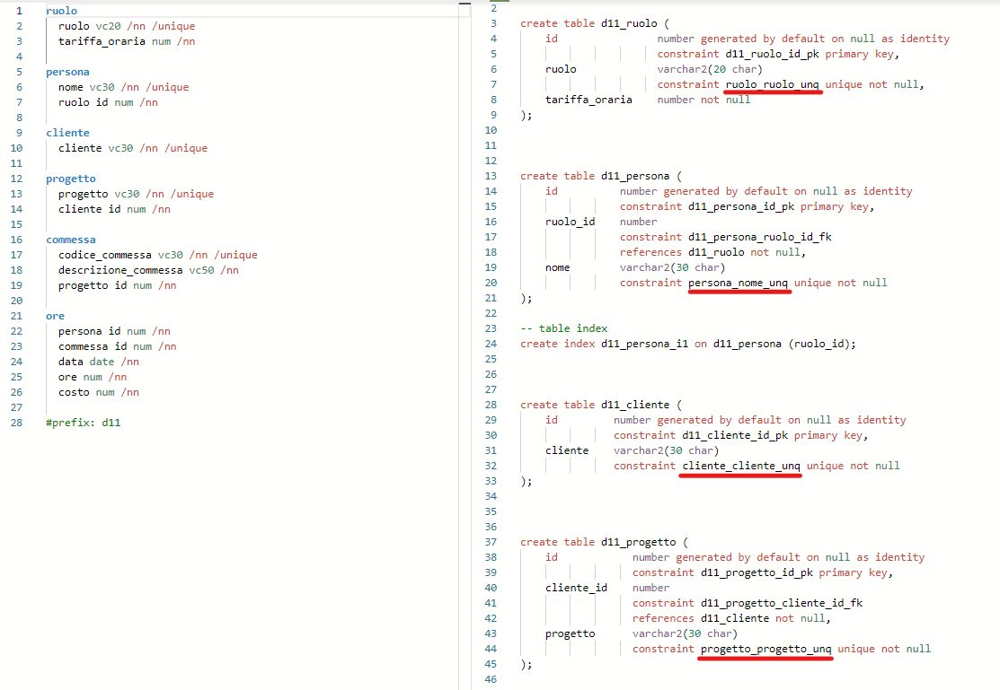 1 ruolo
2 ruolo vc20 /nn /unique
3 tariffa_oraria num /nn
4
5 persona
6 nome vc30 /nn /unique
7 ruolo id num /nn
8
9 cliente
10 cliente vc30 /nn /unique
11
12 progetto
13 progetto vc30 /nn /unique
14 cliente id num /nn
15
16 commessa
17 codice_commessa vc30 /nn /unique
18 descrizione_commessa vc50 /nn
19 progetto id num /nn
20
21 ore
22 persona id num /nn
23 commessa id num /nn
24 data date /nn
25 ore num /nn
26 costo num /nn
27
28 #prefix: d11
2
3 create table d11_ruolo (
4 id number generated by default on null as identity
5 constraint d11_ruolo_id_pk primary key,
6 ruolo varchar2(20 char)
7 constraint ruolo_ruolo_unq unique not null,
8 tariffa_oraria number not null
9 );
10
11
12
13 create table d11_persona (
14 id number generated by default on null as identity
15 constraint d11_persona_id_pk primary key,
16 ruolo_id number
17 constraint d11_persona_ruolo_id_fk
18 references d11_ruolo not null,
19 nome varchar2(30 char)
20 constraint persona_nome_unq unique not null
21 );
22
23 -- table index
24 create index d11_persona_i1 on d11_persona (ruolo_id);
25
26
27
28 create table d11_cliente (
29 id number generated by default on null as identity
30 constraint d11_cliente_id_pk primary key,
31 cliente varchar2(30 char)
32 constraint cliente_cliente_unq unique not null
33 );
34
35
36
37 create table d11_progetto (
38 id number generated by default on null as identity
39 constraint d11_progetto_id_pk primary key,
40 cliente_id number
41 constraint d11_progetto_cliente_id_fk
42 references d11_cliente not null,
43 progetto varchar2(30 char)
44 constraint progetto_progetto_unq unique not null
45 );
46